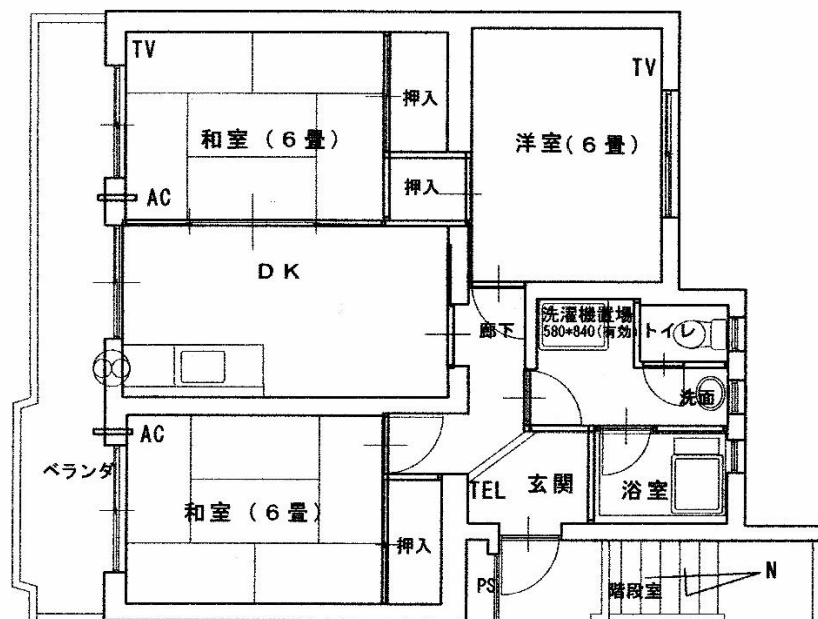 TV
押入
TV
和室(6畳)
洋室(6畳)
押入
AC
DK
洗濯機置場
580*840(有効)
トイレ
廊下
洗面
AC
ベランダ
TEL
玄関
浴室
和室(6畳)
押入
PS
階段室
N